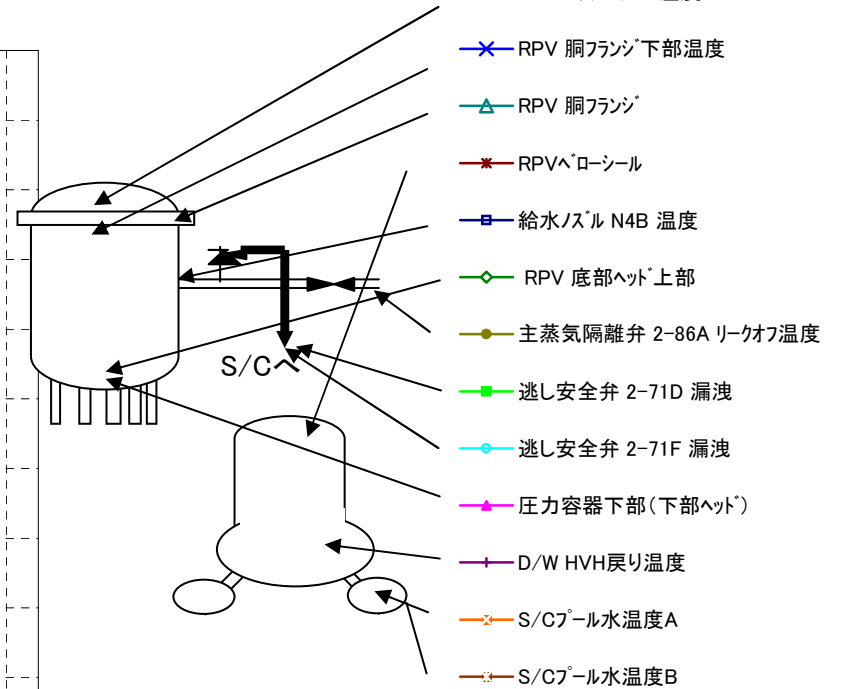 RPV 胴フランジ下部温度
RPV 胴フランジ
RPVベローシール
給水ノズル N4B 温度
RPV 底部ヘッド上部
主蒸気隔離弁 2-86A リークオフ温度
逃し安全弁 2-71D 漏洩
逃し安全弁 2-71F 漏洩
圧力容器下部(下部ヘッド)
D/W HVH戻り温度
S/Cプール水温度A
S/Cプール水温度B
S/Cへ